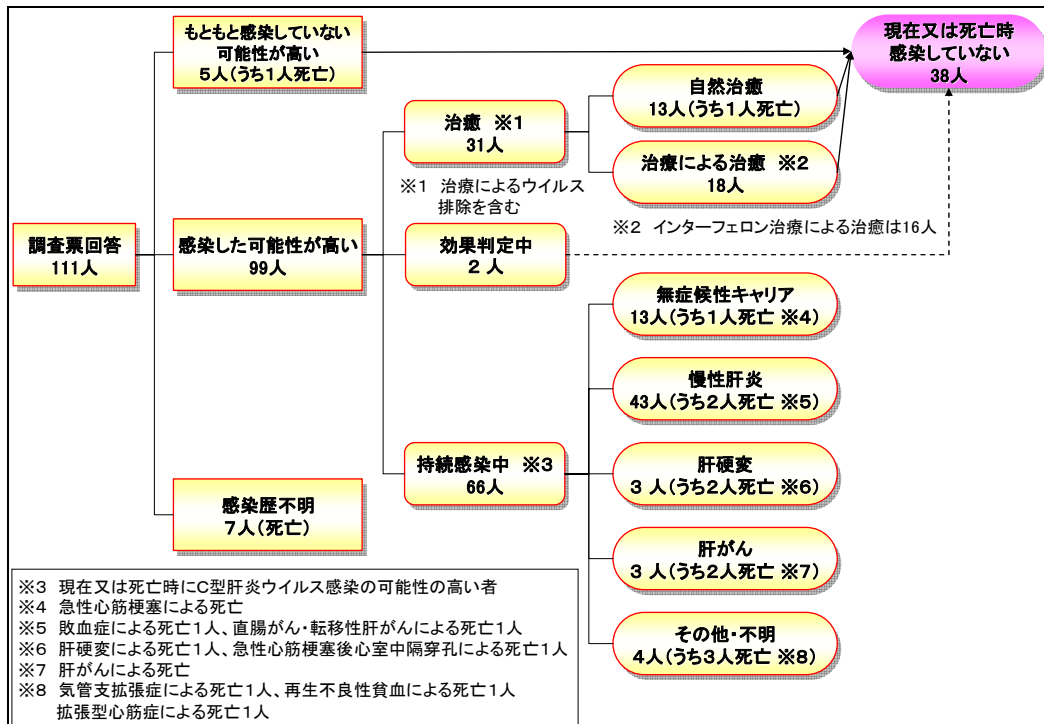 もともと感染していない
可能性が高い
5人(うち1人死亡)
現在又は死亡時
感染していない
38人
自然治癒
13人(うち1人死亡)
治癒 ※1
31人
治療による治癒 ※2
18人
※1 治療によるウイルス
排除を含む
※2 インターフェロン治療による治癒は16人
調査票回答
111人
感染した可能性が高い
99人
効果判定中
2 人
無症候性キャリア
13人(うち1人死亡 ※4)
慢性肝炎
43人(うち2人死亡 ※5)
持続感染中 ※3
66人
肝硬変
3 人(うち2人死亡 ※6)
感染歴不明
7人(死亡)
肝がん
3 人(うち2人死亡 ※7)
その他・不明
4人(うち3人死亡 ※8)
※3 現在又は死亡時にC型肝炎ウイルス感染の可能性の高い者
※4 急性心筋梗塞による死亡
※5 敗血症による死亡1人、直腸がん・転移性肝がんによる死亡1人
※6 肝硬変による死亡1人、急性心筋梗塞後心室中隔穿孔による死亡1人
※7 肝がんによる死亡
※8 気管支拡張症による死亡1人、再生不良性貧血による死亡1人
拡張型心筋症による死亡1人